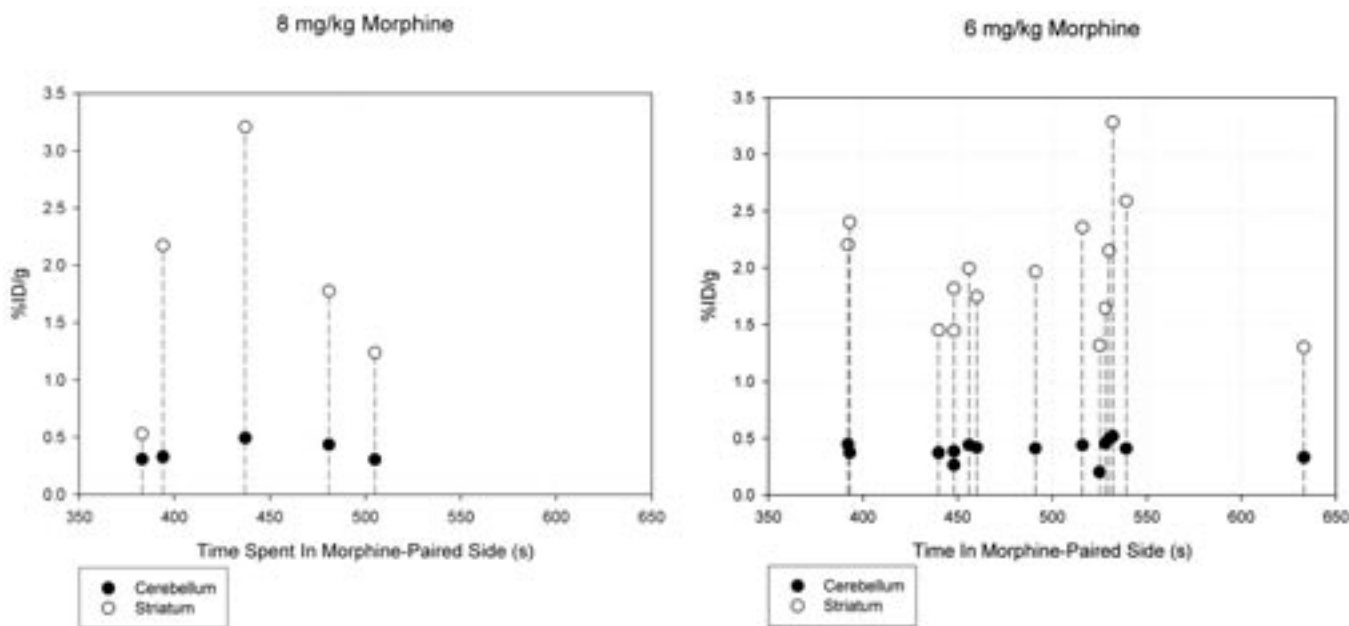 8 mg/kg Morphine
3.5
3.0
2.5
2.0
1.5
1.0
0.5
0.0
%ID/g
350 400 450 500 550 600 650
Time Spent In Morphine-Paired Side (s)
Cerebellum
Striatum
6 mg/kg Morphine
3.5
3.0
2.5
2.0
1.5
1.0
0.5
0.0
%ID/g
350 400 450 500 550 600 650
Time In Morphine-Paired Side (s)
Cerebellum
Striatum